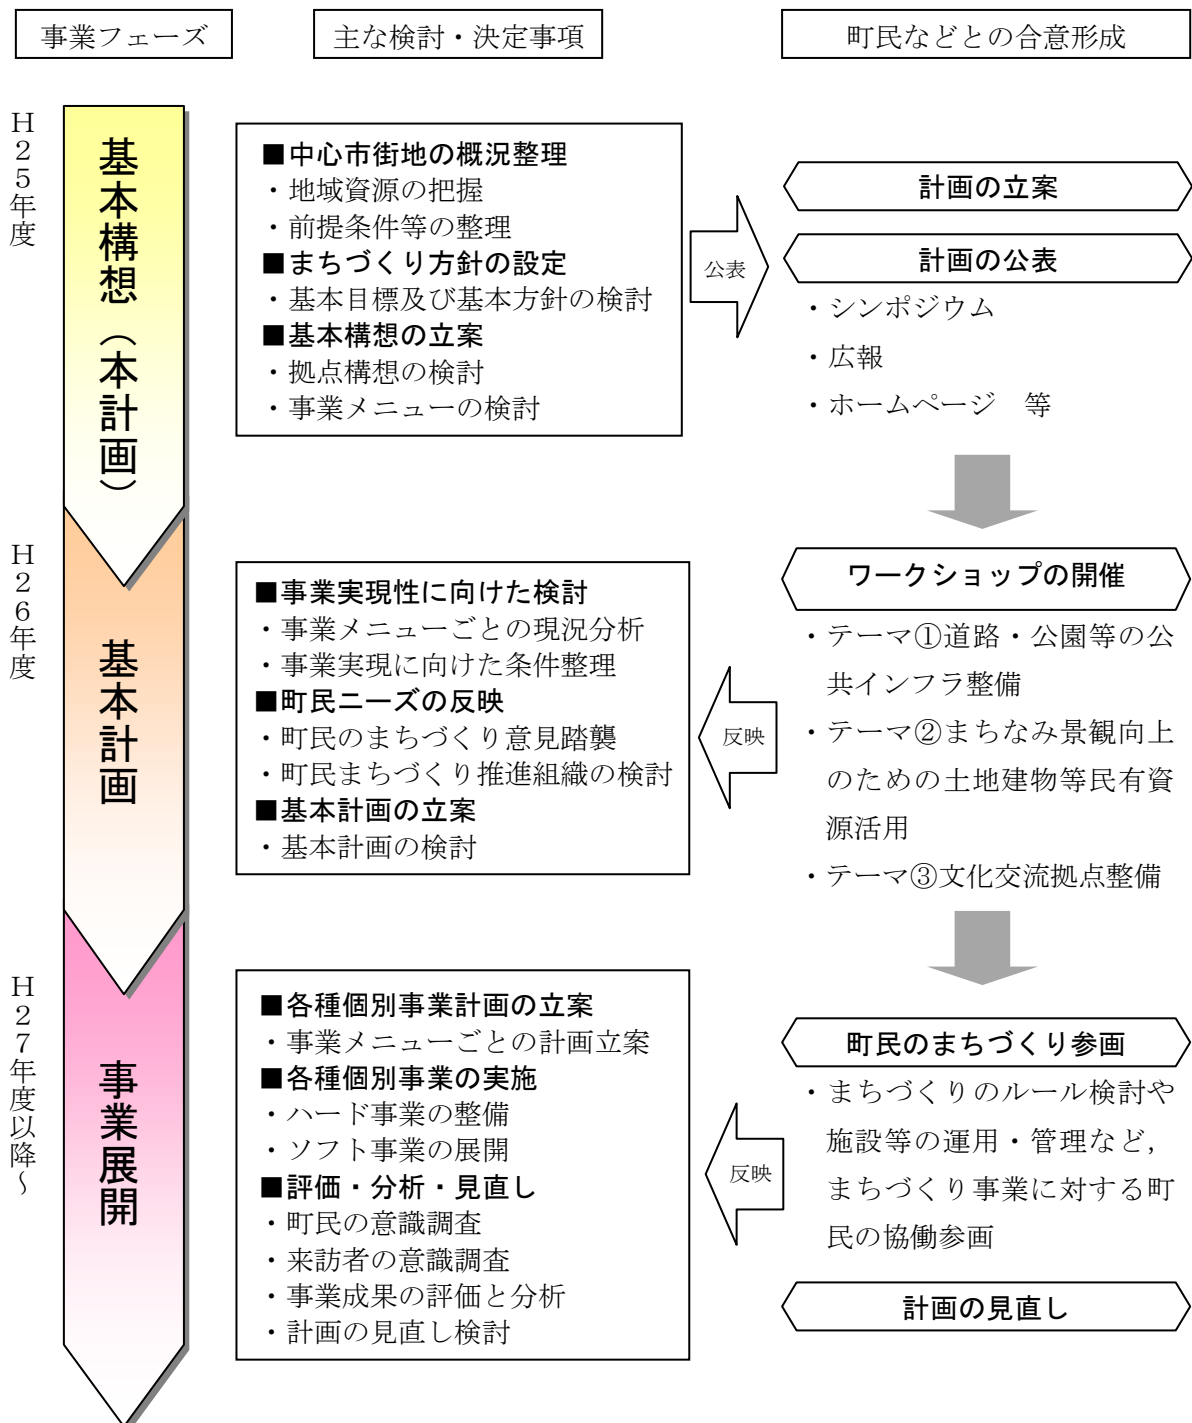 事業フェーズ
主な検討・決定事項
町民などとの合意形成
H25年度
基本構想（本計画）
■中心市街地の概況整理
・地域資源の把握
・前提条件等の整理
■まちづくり方針の設定
・基本目標及び基本方針の検討
■基本構想の立案
・拠点構想の検討
・事業メニューの検討
公表
計画の立案
計画の公表
・シンポジウム
・広報
・ホームページ　等
H26年度
基本計画
■事業実現性に向けた検討
・事業メニューごとの現況分析
・事業実現に向けた条件整理
■町民ニーズの反映
・町民のまちづくり意見踏襲
・町民まちづくり推進組織の検討
■基本計画の立案
・基本計画の検討
反映
ワークショップの開催
・テーマ①道路・公園等の公
共インフラ整備
・テーマ②まちなみ景観向上
のための土地建物等民有資
源活用
・テーマ③文化交流拠点整備
H27年度以降～
事業展開
■各種個別事業計画の立案
・事業メニューごとの計画立案
■各種個別事業の実施
・ハード事業の整備
・ソフト事業の展開
■評価・分析・見直し
・町民の意識調査
・来訪者の意識調査
・事業成果の評価と分析
・計画の見直し検討
反映
町民のまちづくり参画
・まちづくりのルール検討や
施設等の運用・管理など，
まちづくり事業に対する町
民の協働参画
計画の見直し